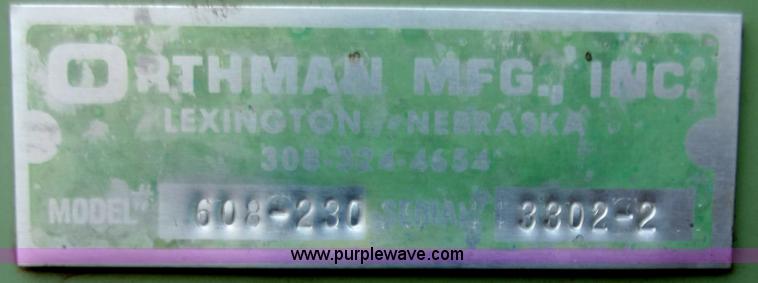 ORTHMAN MFG., INC.
LEXINGTON, NEBRASKA
308-324-4654
MODEL# 608-230 SERIAL# 3302-2
www.purplewave.com